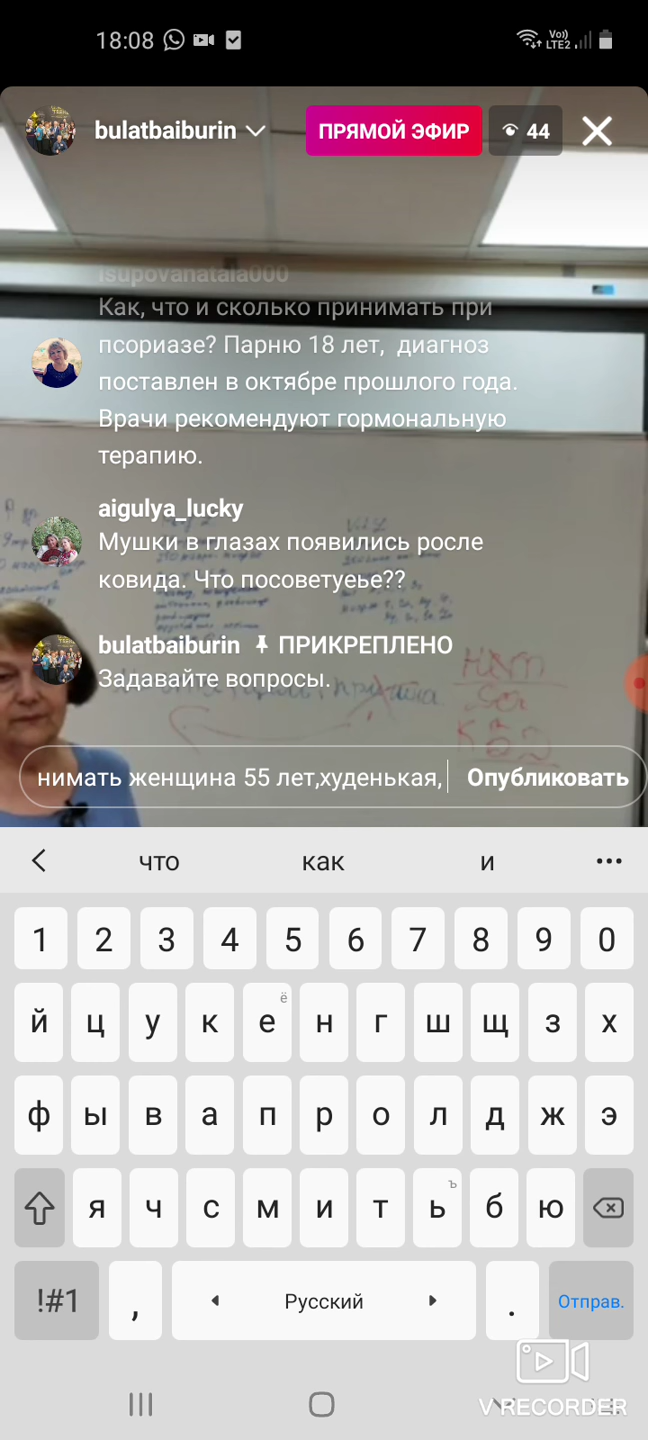 18:08
Vo))
LTE2
bulatbaiburin
ПРЯМОЙ ЭФИР
44
isupovanatala000
Как, что и сколько принимать при
псориазе? Парню 18 лет, диагноз
поставлен в октябре прошлого года.
Врачи рекомендуют гормональную
терапию.
aigulya_lucky
Мушки в глазах появились росле
ковида. Что посоветуеье??
bulatbaiburin ПРИКРЕПЛЕНО
Задавайте вопросы.
нимать женщина 55 лет,худенькая,
Опубликовать
что как и
1 2 3 4 5 6 7 8 9 0
й ц у к е ё н г ш щ з х
ф ы в а п р о л д ж э
я ч с м и т ь ъ б ю
!#1 , Русский . Отправ.
V RECORDER